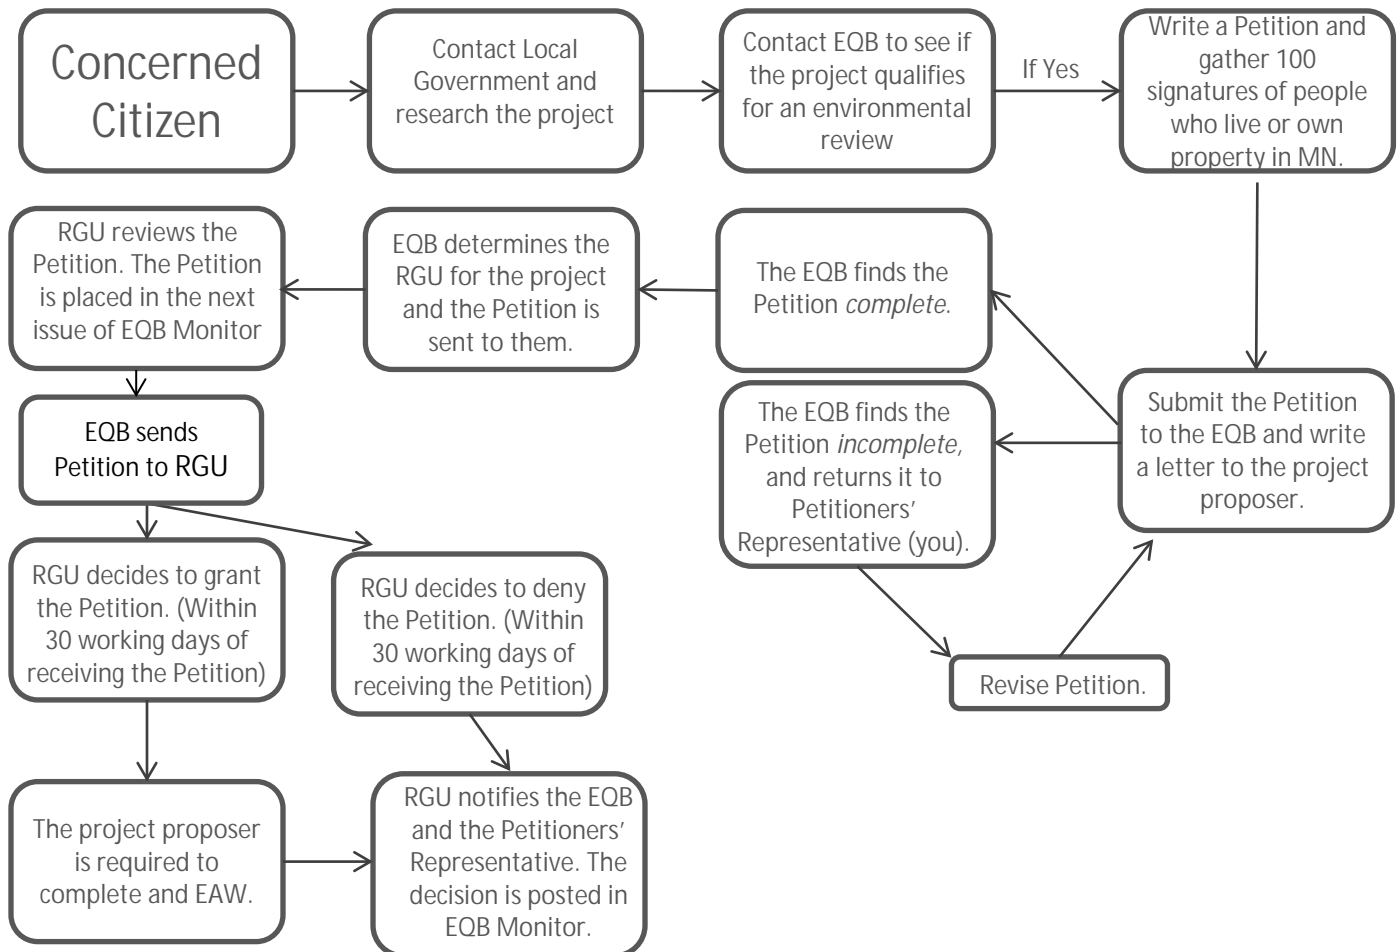 Concerned
Citizen
Contact Local
Government and
research the project
Contact EQB to see if
the project qualifies
for an environmental
review
If Yes
Write a Petition and
gather 100
signatures of people
who live or own
property in MN.
Submit the Petition
to the EQB and write
a letter to the project
proposer.
The EQB finds the
Petition complete.
EQB determines the
RGU for the project
and the Petition is
sent to them.
RGU reviews the
Petition. The Petition
is placed in the next
issue of EQB Monitor
The EQB finds the
Petition incomplete,
and returns it to
Petitioners’
Representative (you).
Revise Petition.
EQB sends
Petition to RGU
RGU decides to grant
the Petition. (Within
30 working days of
receiving the Petition)
RGU decides to deny
the Petition. (Within
30 working days of
receiving the Petition)
The project proposer
is required to
complete and EAW.
RGU notifies the EQB
and the Petitioners’
Representative. The
decision is posted in
EQB Monitor.